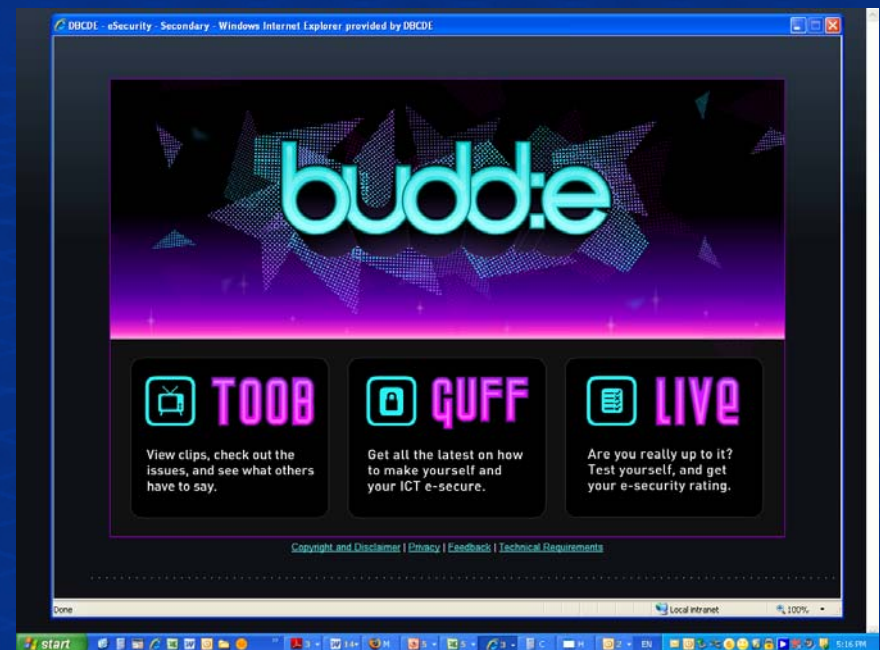 DBCDE - eSecurity - Secondary - Windows Internet Explorer provided by DBCDE
budd:e
TOOB
View clips, check out the
issues, and see what others
have to say.
GUFF
Get all the latest on how
to make yourself and
your ICT e-secure.
LIVE
Are you really up to it?
Test yourself, and get
your e-security rating.
Copyright and Disclaimer | Privacy | Feedback | Technical Requirements
Done
Local intranet
100%
start
EN
5:16 PM